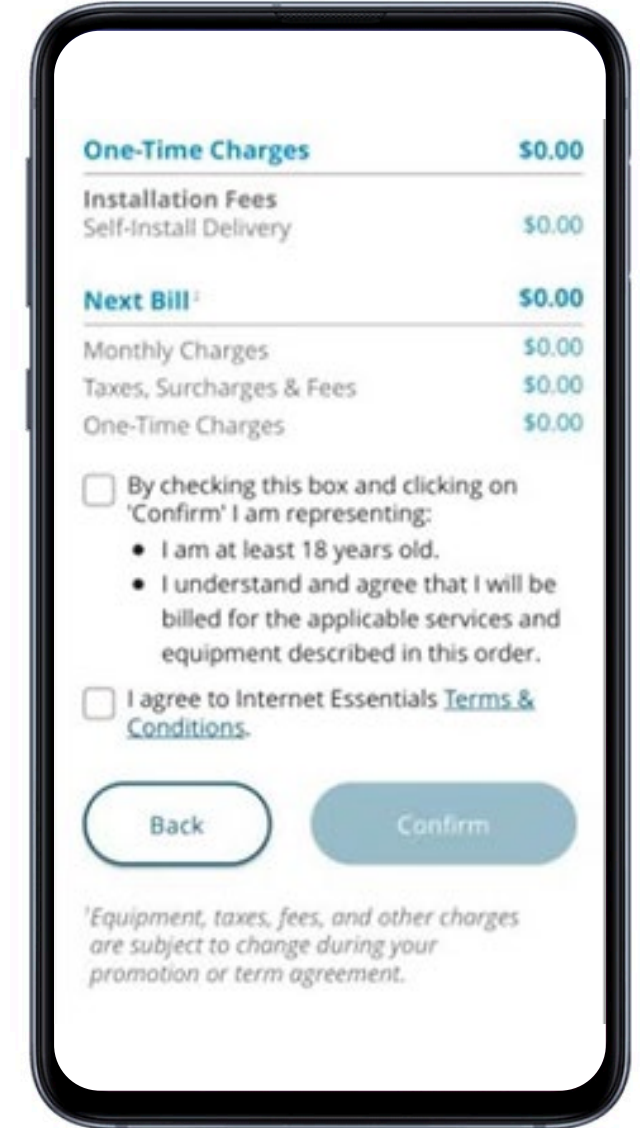 One-Time Charges $0.00
Installation Fees
Self-Install Delivery $0.00
Next Bill $0.00
Monthly Charges $0.00
Taxes, Surcharges & Fees $0.00
One-Time Charges $0.00
By checking this box and clicking on
'Confirm' I am representing:
• I am at least 18 years old.
• I understand and agree that I will be
billed for the applicable services and
equipment described in this order.
I agree to Internet Essentials Terms &
Conditions.
Back Confirm
¹Equipment, taxes, fees, and other charges
are subject to change during your
promotion or term agreement.